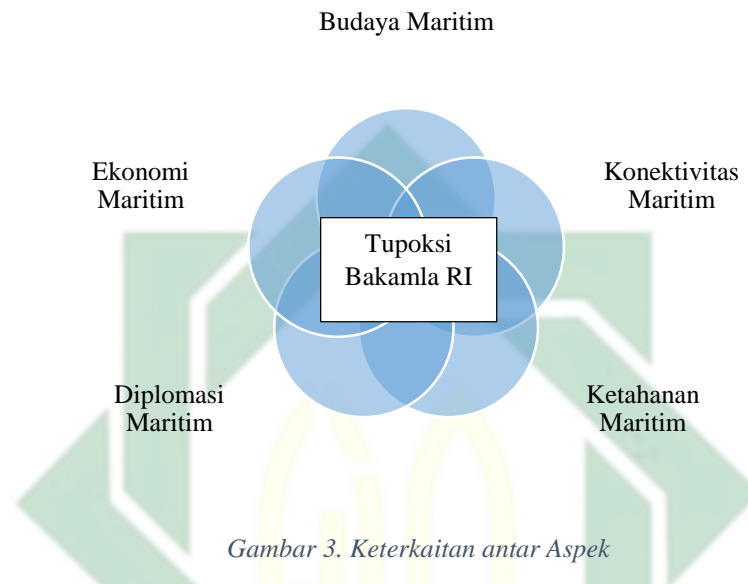 Budaya Maritim
Ekonomi
Maritim
Konektivitas
Maritim
Tupoksi
Bakamla RI
Diplomasi
Maritim
Ketahanan
Maritim
Gambar 3. Keterkaitan antar Aspek